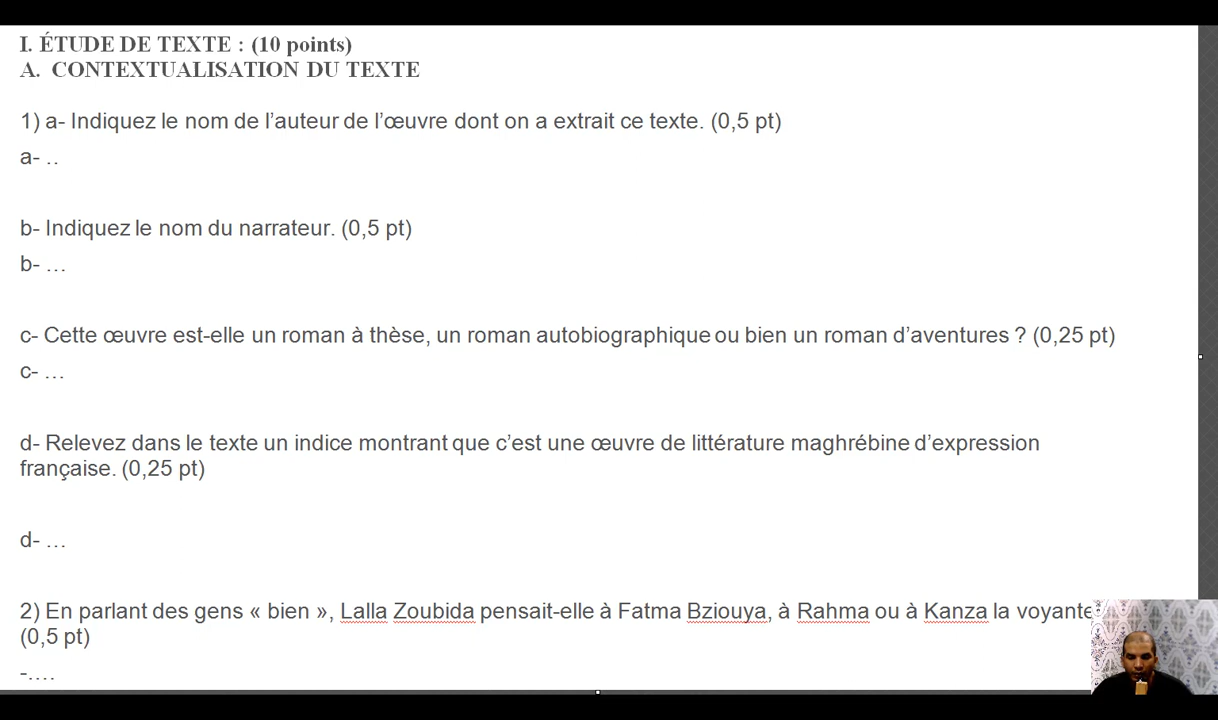 I. ÉTUDE DE TEXTE : (10 points)
A. CONTEXTUALISATION DU TEXTE
1) a- Indiquez le nom de l’auteur de l’œuvre dont on a extrait ce texte. (0,5 pt)
a- ..
b- Indiquez le nom du narrateur. (0,5 pt)
b- …
c- Cette œuvre est-elle un roman à thèse, un roman autobiographique ou bien un roman d’aventures ? (0,25 pt)
c- …
d- Relevez dans le texte un indice montrant que c’est une œuvre de littérature maghrébine d’expression
française. (0,25 pt)
d- …
2) En parlant des gens « bien », Lalla Zoubida pensait-elle à Fatma Bziouya, à Rahma ou à Kanza la voyante
(0,5 pt)
-….